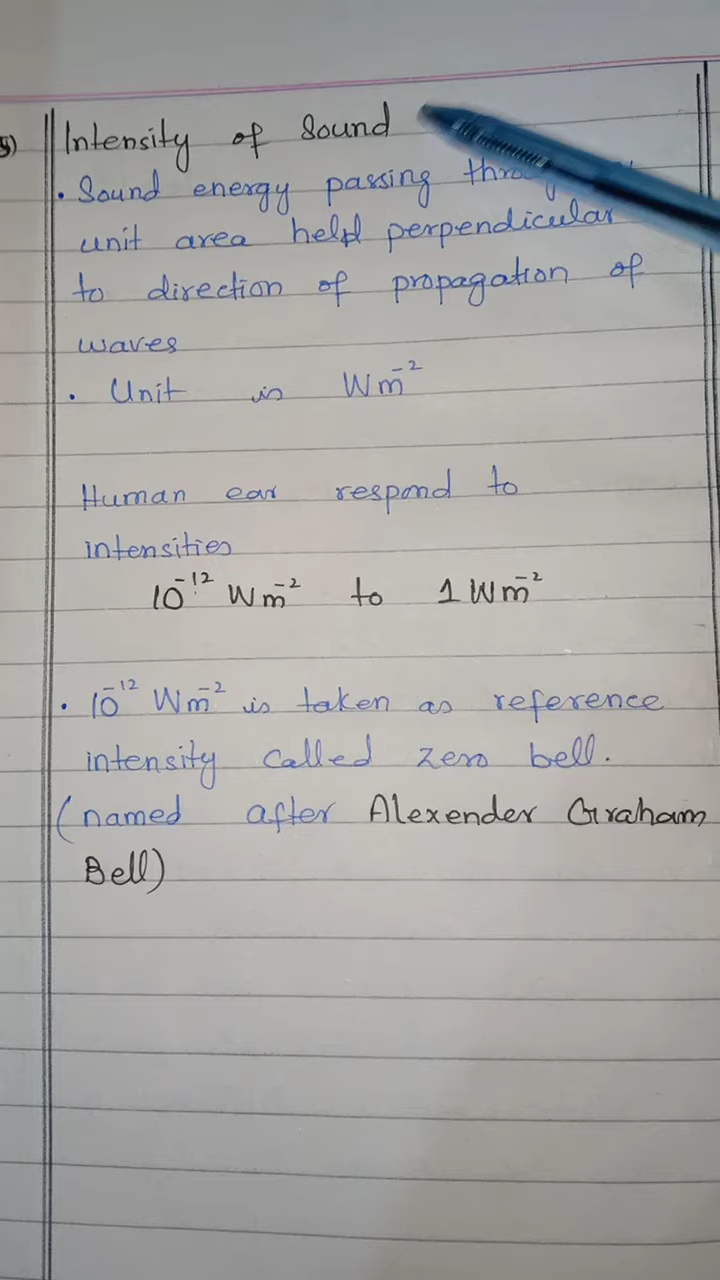 5) Intensity of Sound
• Sound energy passing
unit area held perpendicular
to direction of propagation of
waves
• Unit is Wm⁻²
Human ear respond to
intensities
10⁻¹² Wm⁻² to 1 Wm⁻²
• 10⁻¹² Wm⁻² is taken as reference
intensity called zero bell.
(named after Alexender Graham
Bell)